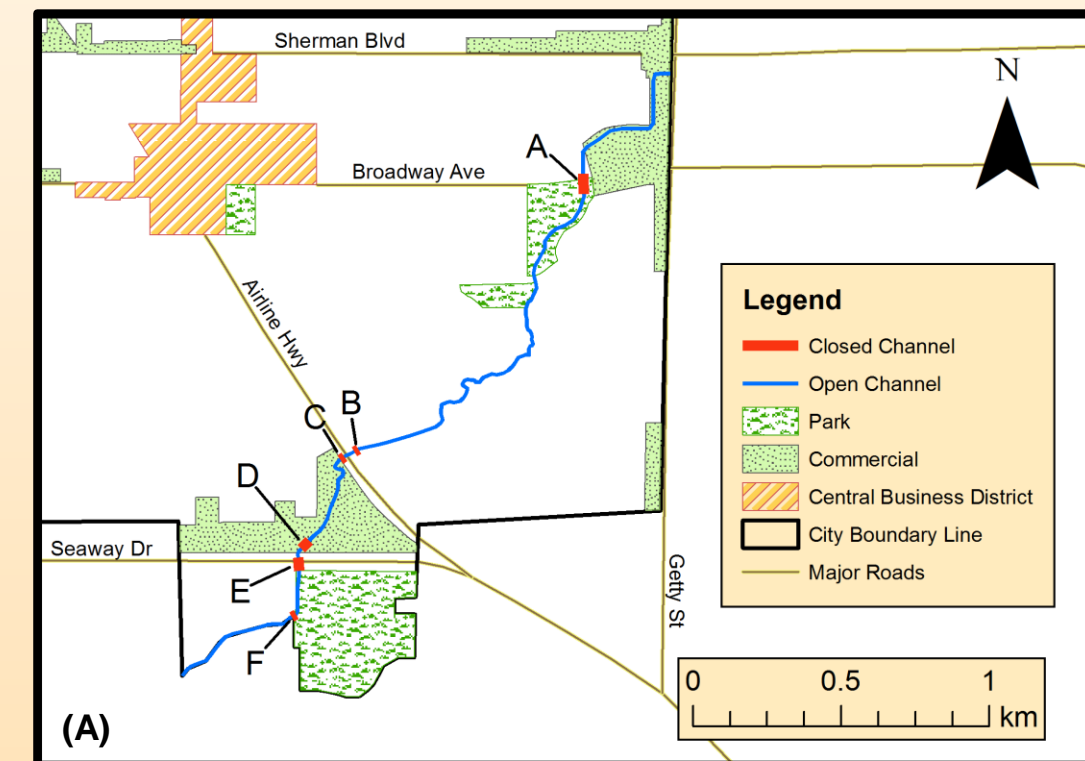 Sherman Blvd
N
A
Broadway Ave
Airline Hwy
Legend
Closed Channel
Open Channel
Park
Commercial
Central Business District
City Boundary Line
Major Roads
B
C
D
Seaway Dr
E
Getty St
F
0 0.5 1
km
(A)